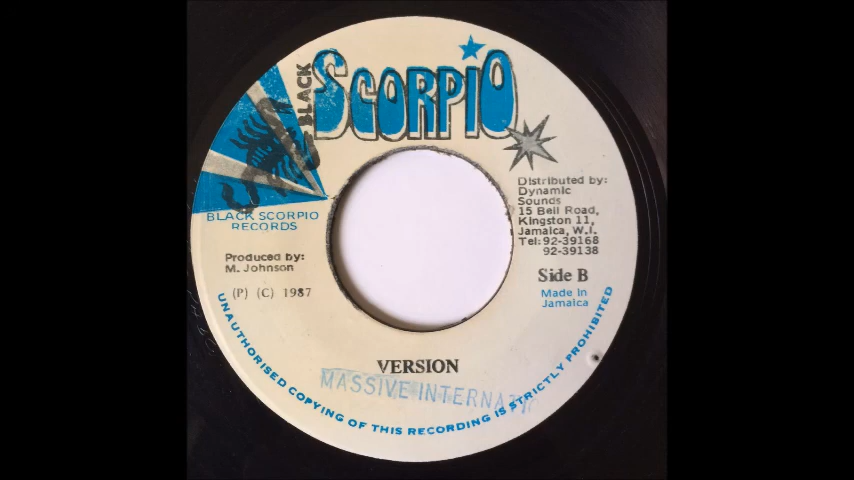 BLACK
SCORPIO
BLACK SCORPIO
RECORDS
Produced by:
M. Johnson
(P) (C) 1987
Distributed by:
Dynamic
Sounds
15 Bell Road,
Kingston 11,
Jamaica, W.I.
Tel: 92-39168
92-39138
Side B
Made in
Jamaica
VERSION
MASSIVE
UNAUTHORISED COPYING OF THIS RECORDING IS STRICTLY PROHIBITED